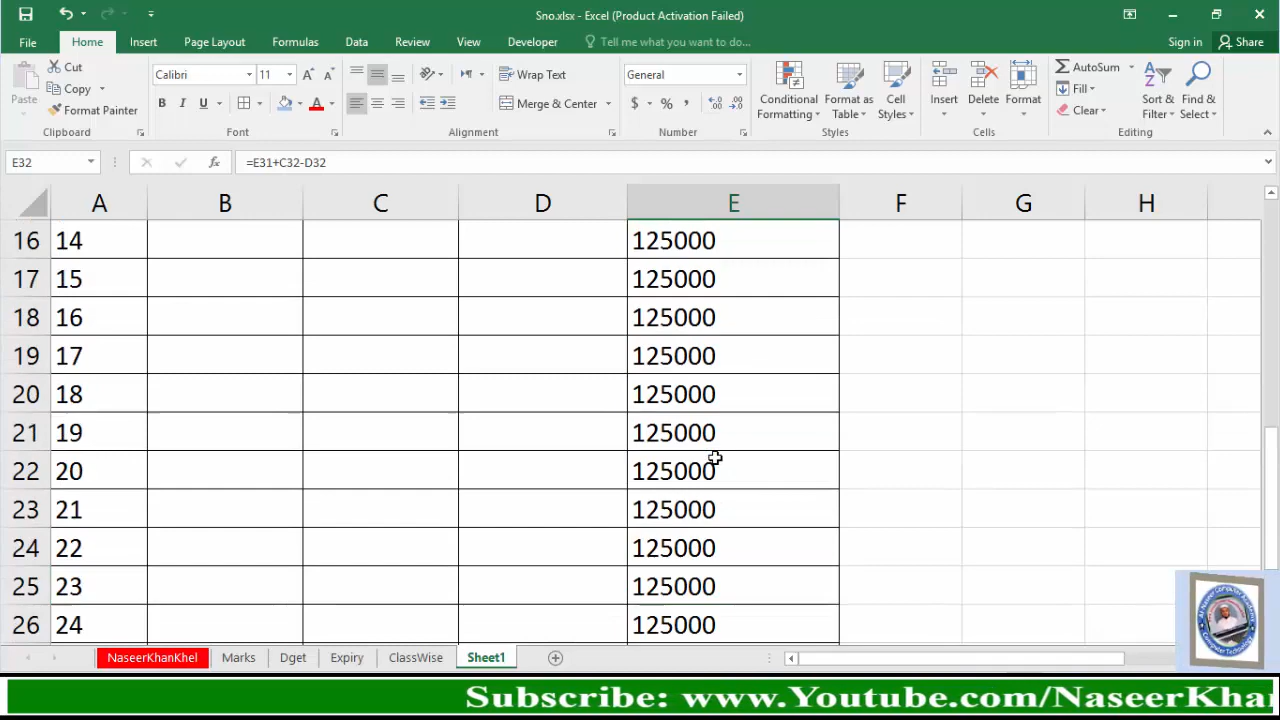 Sno.xlsx - Excel (Product Activation Failed)
File Home Insert Page Layout Formulas Data Review View Developer Tell me what you want to do... Sign in Share
Cut
Copy
Format Painter
Paste
Clipboard
Calibri 11
B I U
Font
Wrap Text
Merge & Center
Alignment
General
$ % ,
Number
Conditional Formatting
Format as Table
Cell Styles
Styles
Insert Delete Format
Cells
AutoSum
Fill
Clear
Sort & Filter
Find & Select
Editing
E32 fx =E31+C32-D32
A B C D E F G H
16 14 125000
17 15 125000
18 16 125000
19 17 125000
20 18 125000
21 19 125000
22 20 125000
23 21 125000
24 22 125000
25 23 125000
26 24 125000
NaseerKhanKhel Marks Dget Expiry ClassWise Sheet1
Subscribe: www.Youtube.com/NaseerKha